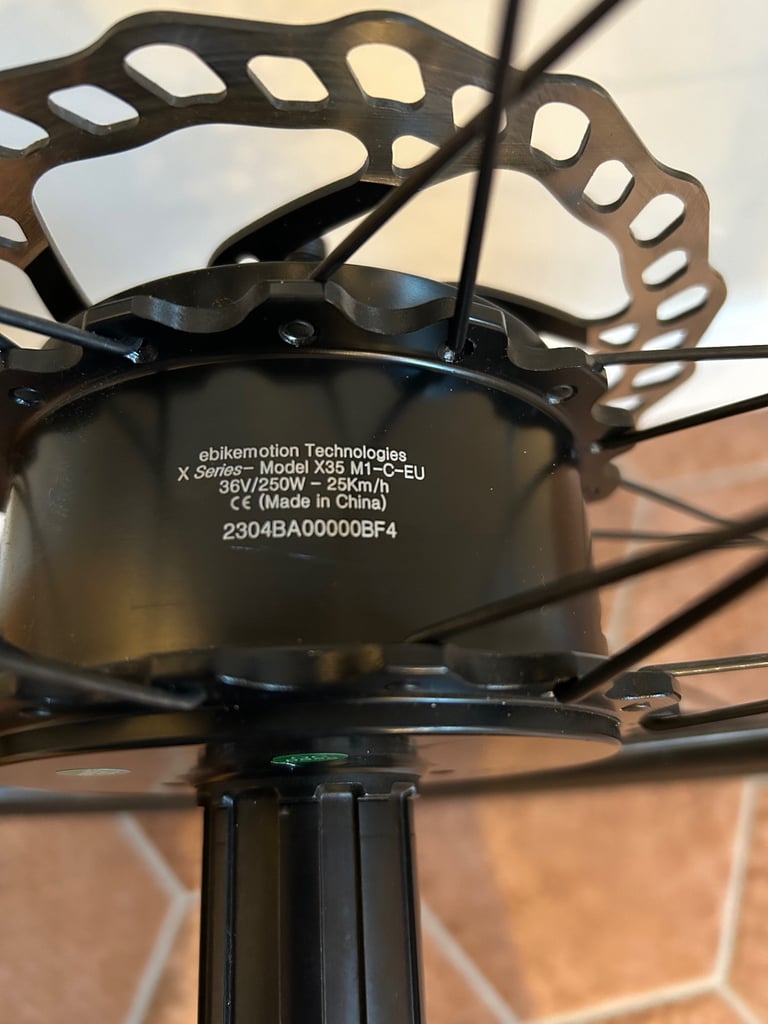 ebikemotion Technologies
X Series- Model X35 M1-C-EU
36V/250W - 25Km/h
CE (Made in China)
2304BA00000BF4